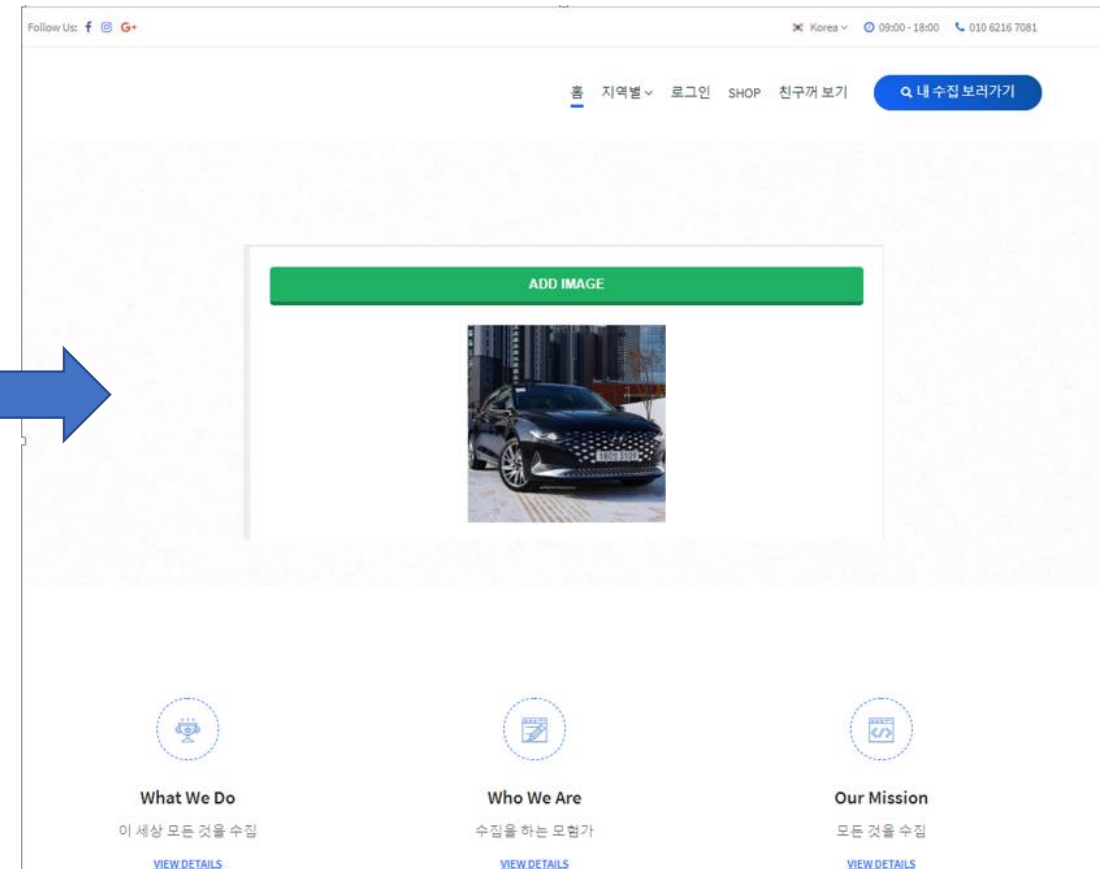 Follow Us:
Korea 09:00 - 18:00 010 6216 7081
홈 지역별 로그인 SHOP 친구꺼 보기 내 수집 보러가기
ADD IMAGE
What We Do Who We Are Our Mission
이 세상 모든 것을 수집 수집을 하는 모험가 모든 것을 수집
VIEW DETAILS VIEW DETAILS VIEW DETAILS